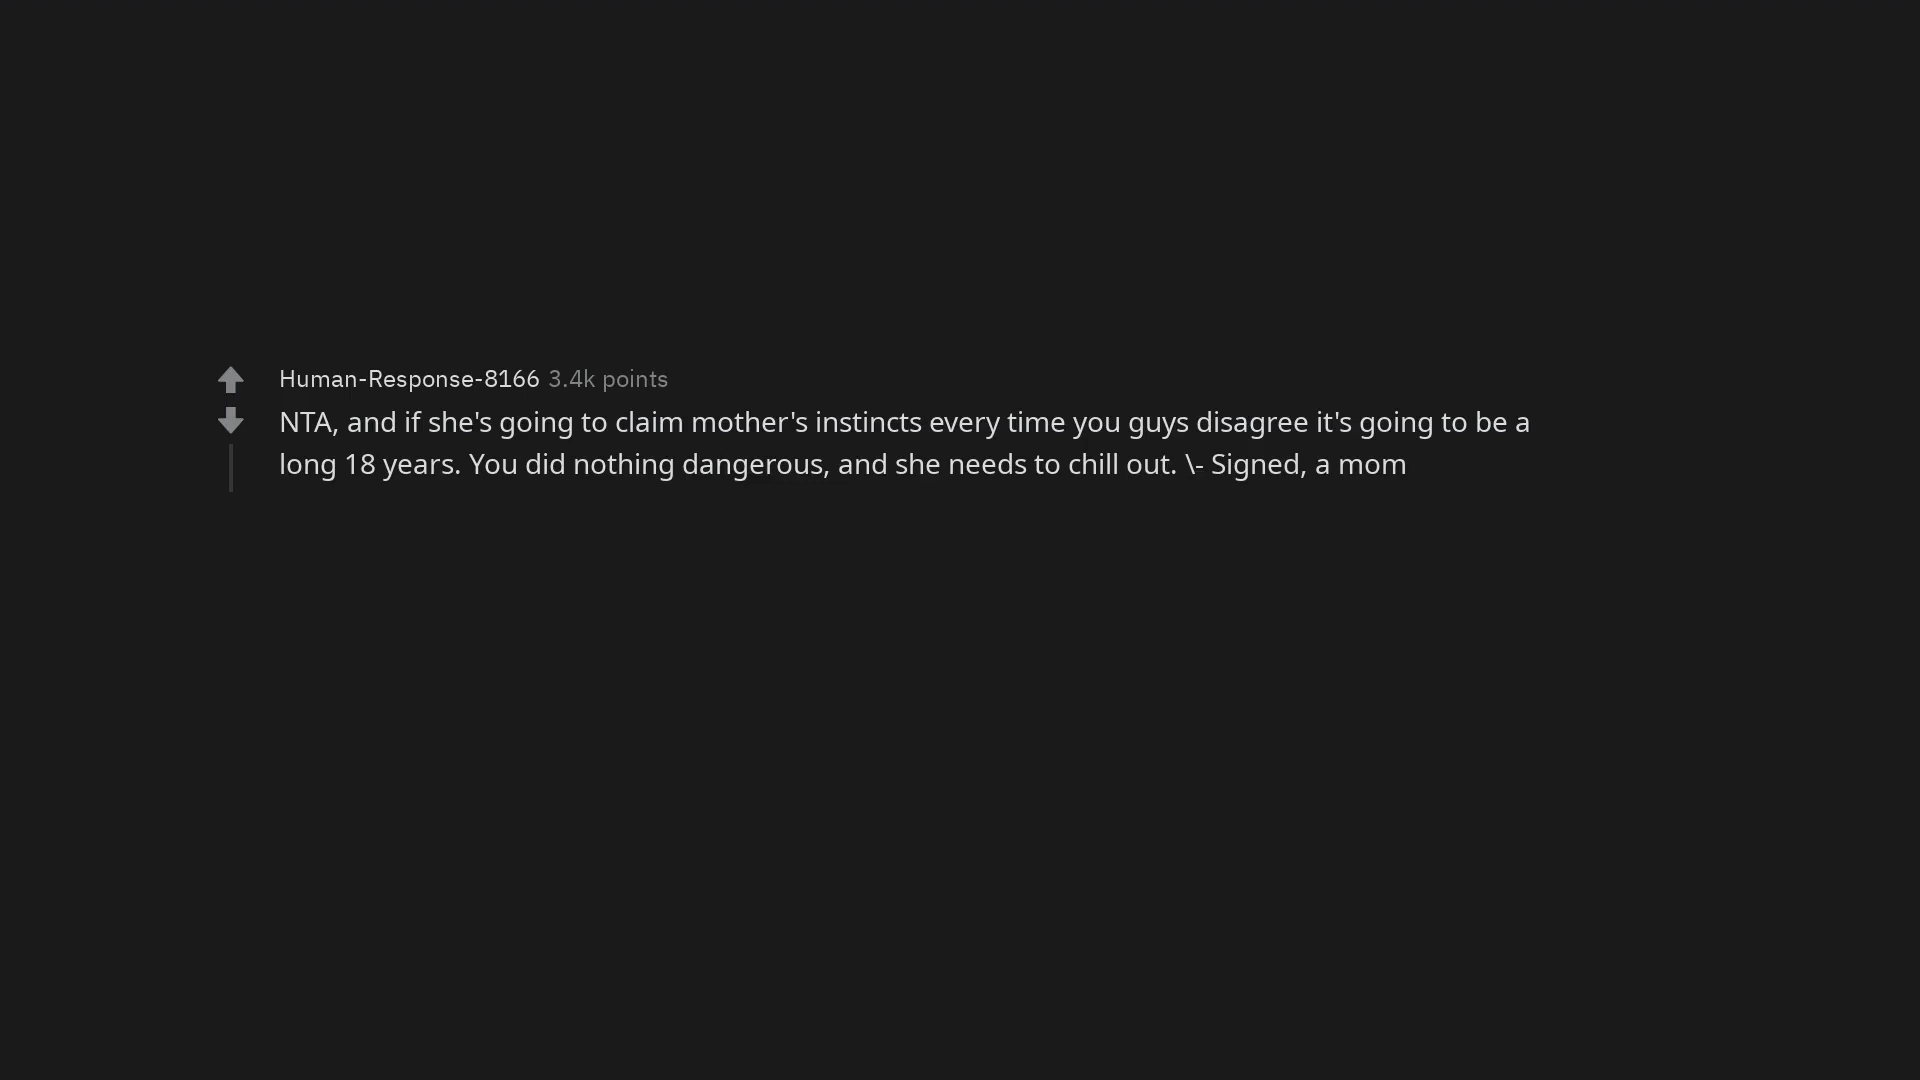 Human-Response-8166 3.4k points
NTA, and if she's going to claim mother's instincts every time you guys disagree it's going to be a
long 18 years. You did nothing dangerous, and she needs to chill out. \- Signed, a mom